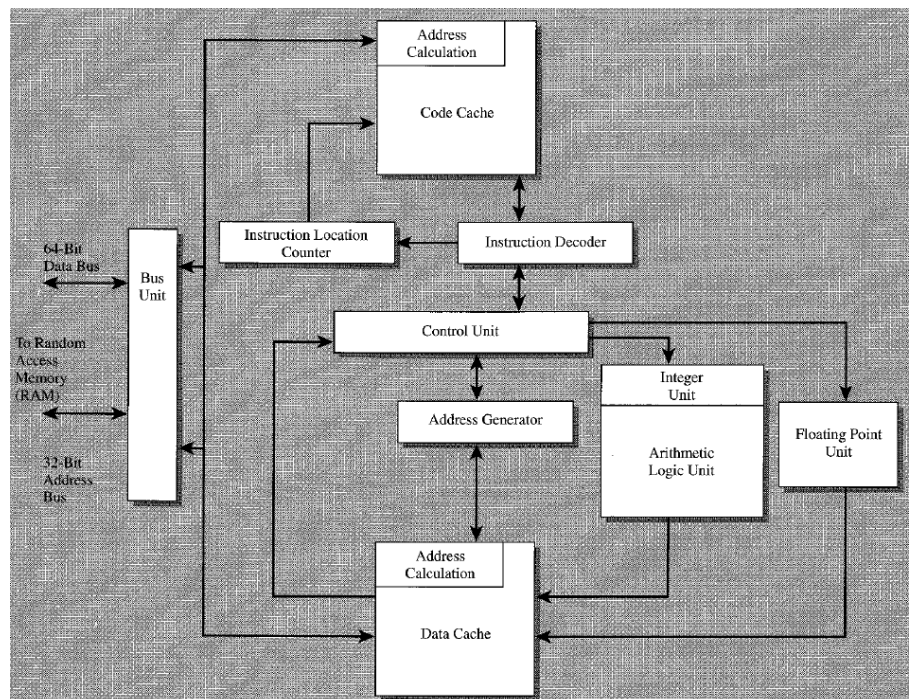 Address
Calculation
Code Cache
Instruction Location
Counter
Instruction Decoder
64-Bit
Data Bus
Bus
Unit
Control Unit
To Random
Access
Memory
(RAM)
Integer
Unit
Address Generator
Arithmetic
Logic Unit
Floating Point
Unit
32-Bit
Address
Bus
Address
Calculation
Data Cache